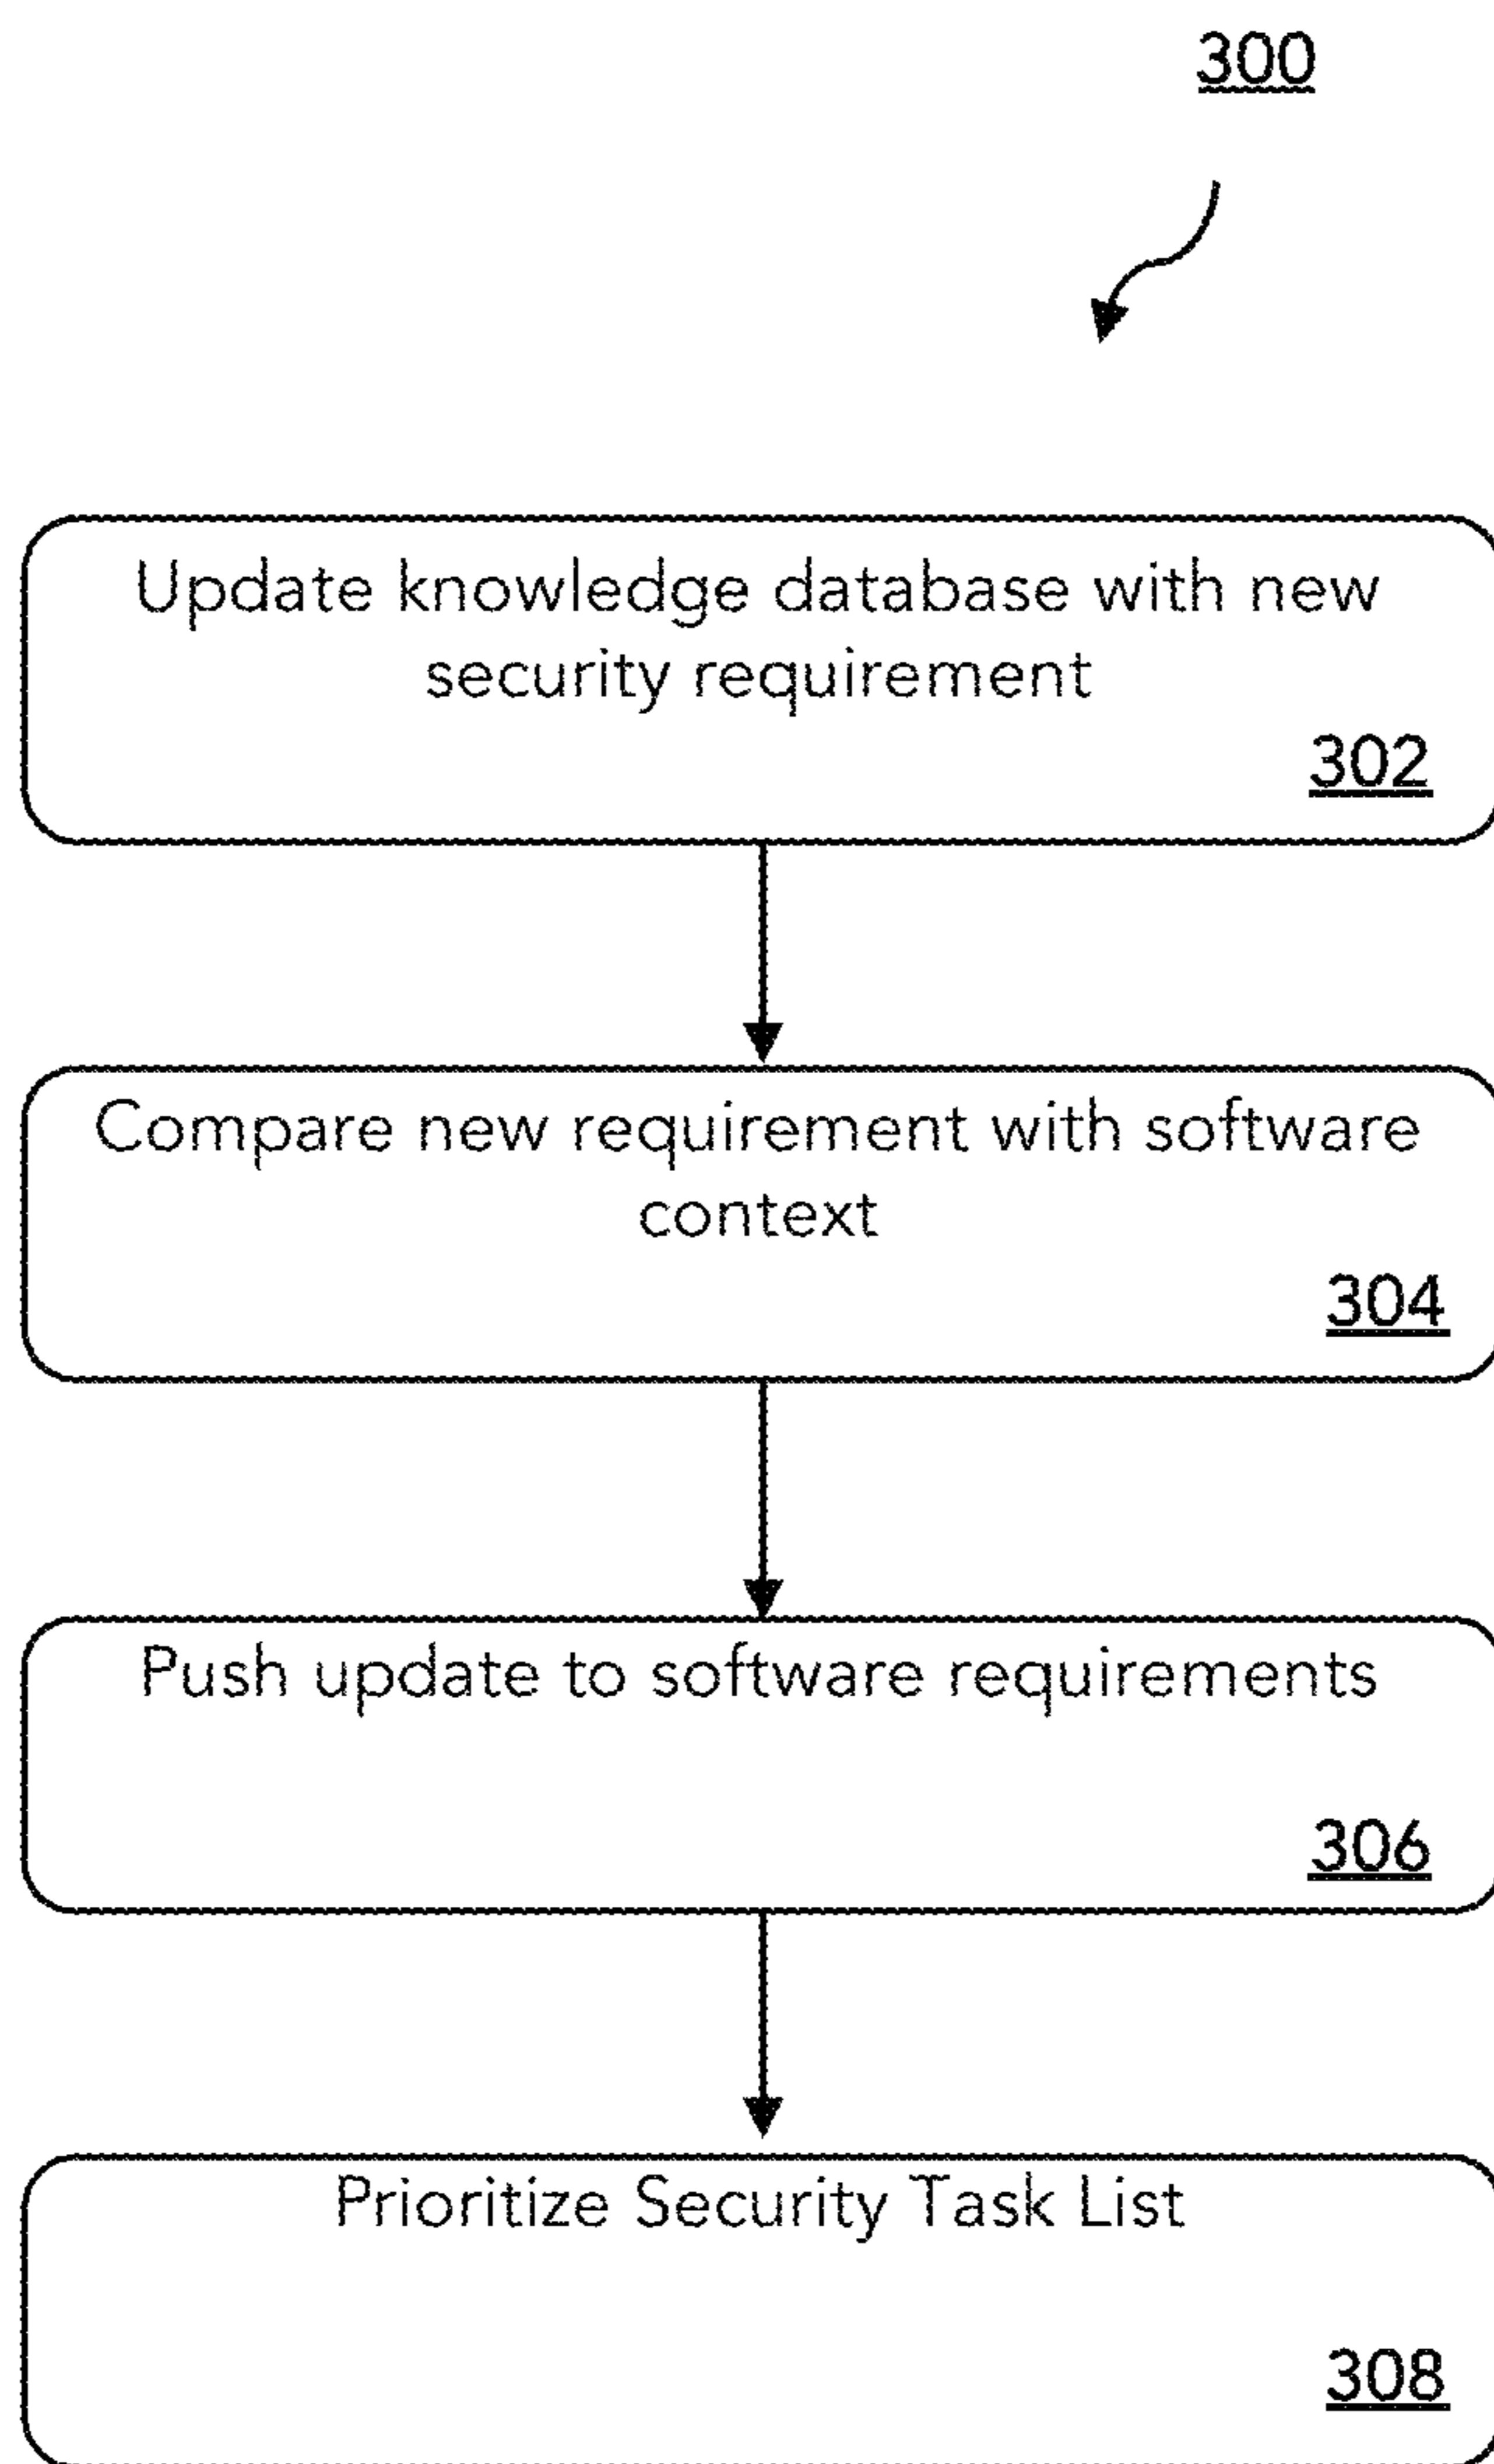 300
Update knowledge database with new
security requirement
302
Compare new requirement with software
context
304
Push update to software requirements
306
Prioritize Security Task List
308